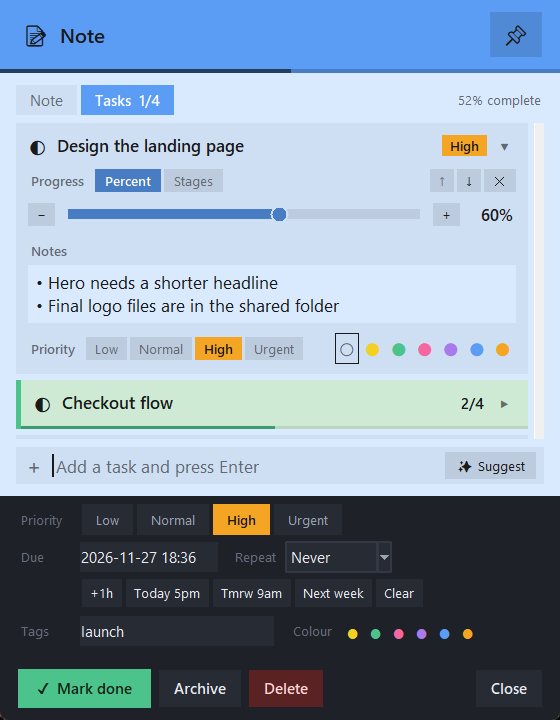 Note
Note
Tasks 1/4
52% complete
Design the landing page
High
Progress
Percent
Stages
60%
Notes
• Hero needs a shorter headline
• Final logo files are in the shared folder
Priority
Low
Normal
High
Urgent
Checkout flow
2/4
+ Add a task and press Enter
Suggest
Priority
Low
Normal
High
Urgent
Due
2026-11-27 18:36
Repeat
Never
+1h
Today 5pm
Tmrw 9am
Next week
Clear
Tags
launch
Colour
✓ Mark done
Archive
Delete
Close